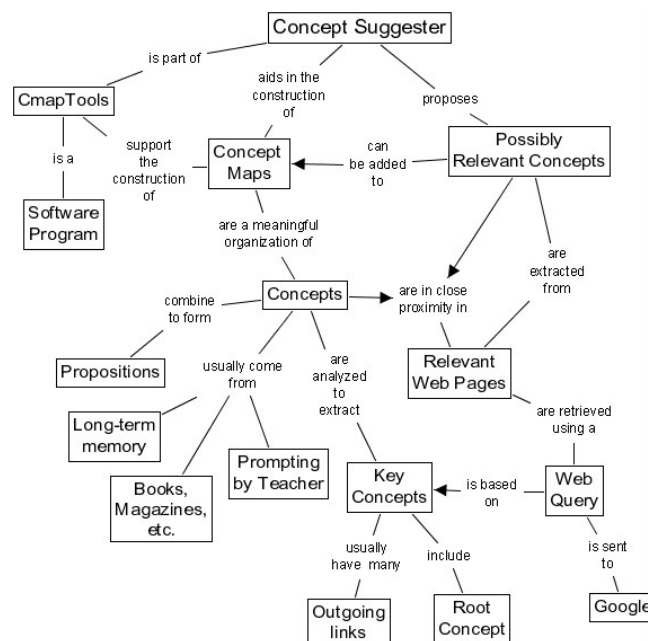 Concept Suggester
is part of
aids in the
construction
of
proposes
CmapTools
is a
support
the
construction
of
Concept
Maps
can
be added
to
Possibly
Relevant Concepts
Software
Program
are a meaningful
organization of
are
extracted
from
Concepts
are in close
proximity in
combine
to form
Propositions
usually come
from
are
analyzed
to
extract
Relevant
Web Pages
are retrieved
using a
Long-term
memory
Books,
Magazines,
etc.
Prompting
by Teacher
Key
Concepts
is based
on
Web
Query
usually
have many
include
is sent
to
Outgoing
links
Root
Concept
Google